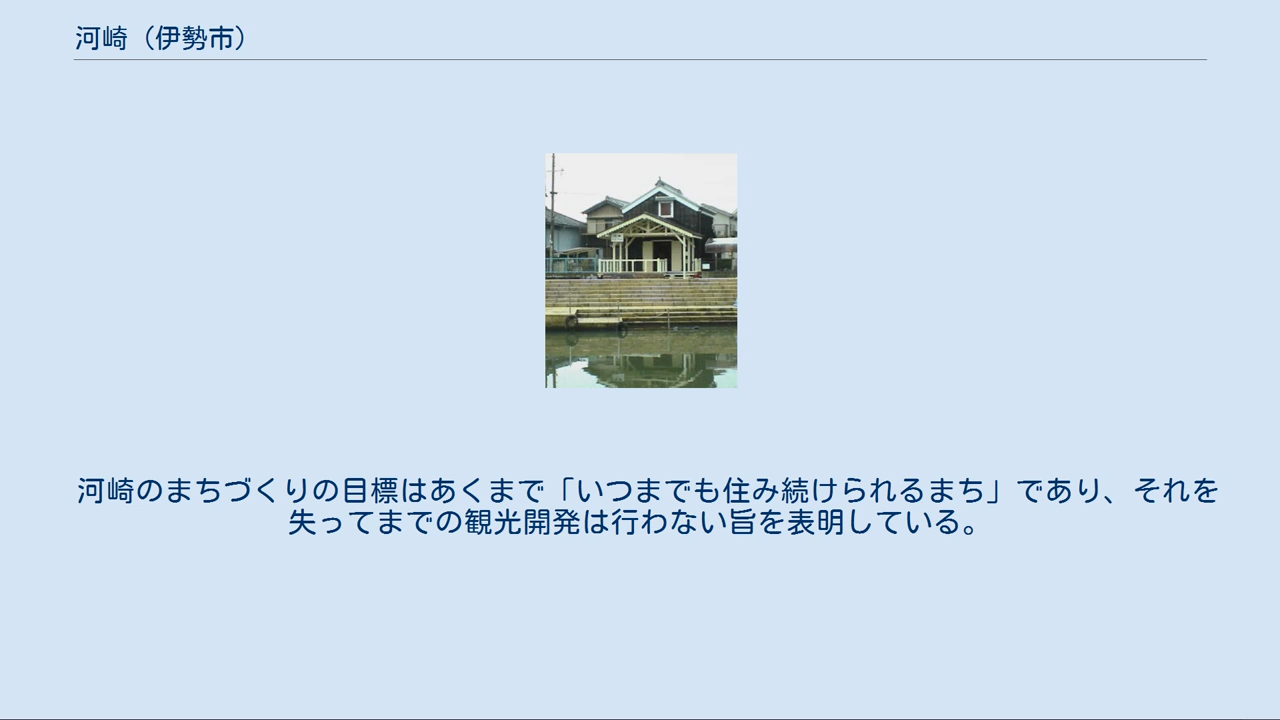 河崎（伊勢市）
河崎のまちづくりの目標はあくまで「いつまでも住み続けられるまち」であり、それを
失ってまでの観光開発は行わない旨を表明している。